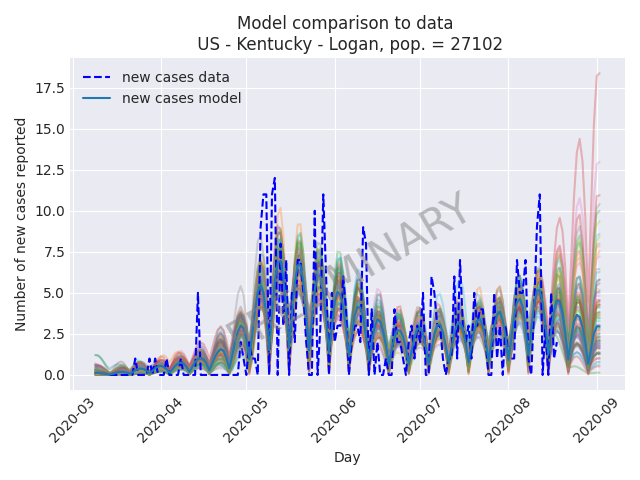 Model comparison to data
US - Kentucky - Logan, pop. = 27102
new cases data
new cases model
17.5
15.0
12.5
10.0
7.5
5.0
2.5
0.0
Number of new cases reported
2020-03
2020-04
2020-05
2020-06
2020-07
2020-08
2020-09
Day